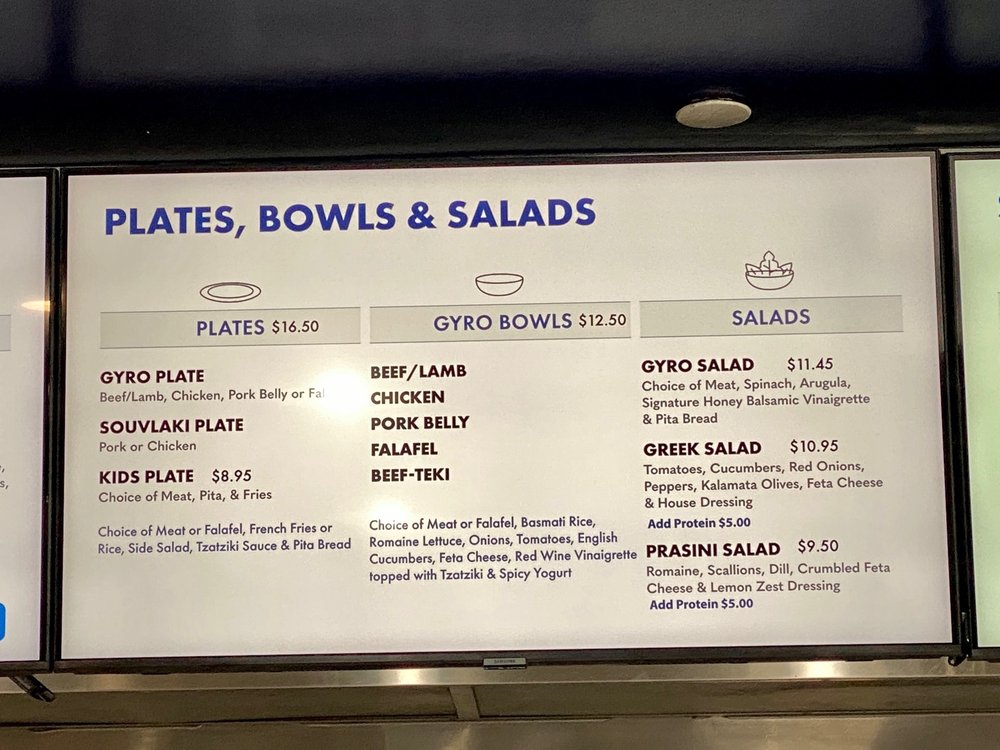 PLATES, BOWLS & SALADS
PLATES $16.50
GYRO PLATE
Beef/Lamb, Chicken, Pork Belly or
SOUVLAKI PLATE
Pork or Chicken
KIDS PLATE $8.95
Choice of Meat, Pita, & Fries
Choice of Meat or Falafel, French Fries or
Rice, Side Salad, Tzatziki Sauce & Pita Bread
GYRO BOWLS $12.50
BEEF/LAMB
CHICKEN
PORK BELLY
FALAFEL
BEEF-TEKI
Choice of Meat or Falafel, Basmati Rice,
Romaine Lettuce, Onions, Tomatoes, English
Cucumbers, Feta Cheese, Red Wine Vinaigrette
topped with Tzatziki & Spicy Yogurt
SALADS
GYRO SALAD $11.45
Choice of Meat, Spinach, Arugula,
Signature Honey Balsamic Vinaigrette
& Pita Bread
GREEK SALAD $10.95
Tomatoes, Cucumbers, Red Onions,
Peppers, Kalamata Olives, Feta Cheese
& House Dressing
Add Protein $5.00
PRASINI SALAD $9.50
Romaine, Scallions, Dill, Crumbled Feta
Cheese & Lemon Zest Dressing
Add Protein $5.00
SAMSUNG